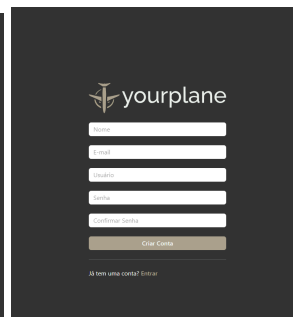 yourplane
Nome
E-mail
Usuário
Senha
Confirmar Senha
Criar Conta
Já tem uma conta? Entrar